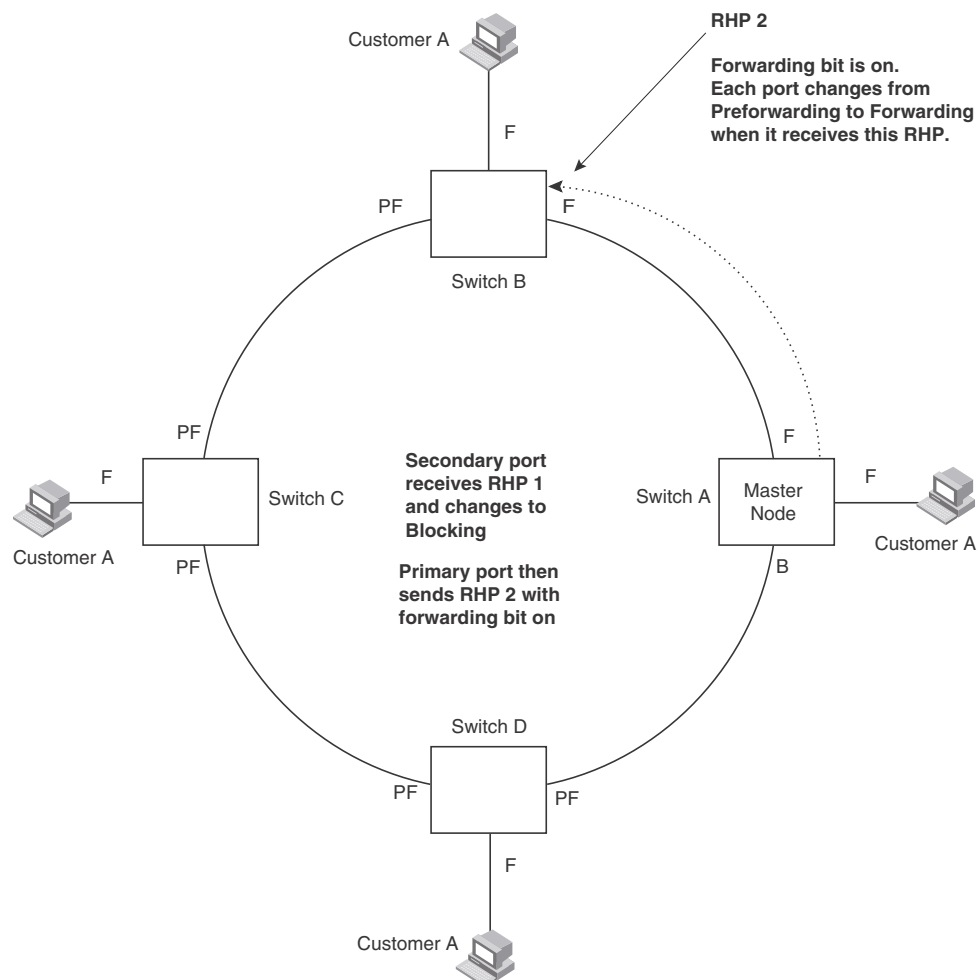 RHP 2
Customer A
Forwarding bit is on.
Each port changes from
Preforwarding to Forwarding
when it receives this RHP.
F
PF
F
Switch B
PF
F
Secondary port
receives RHP 1
and changes to
Blocking
F
Switch C
Switch A
Master
Node
F
Customer A
PF
Customer A
B
Primary port then
sends RHP 2 with
forwarding bit on
Switch D
PF
PF
F
Customer A